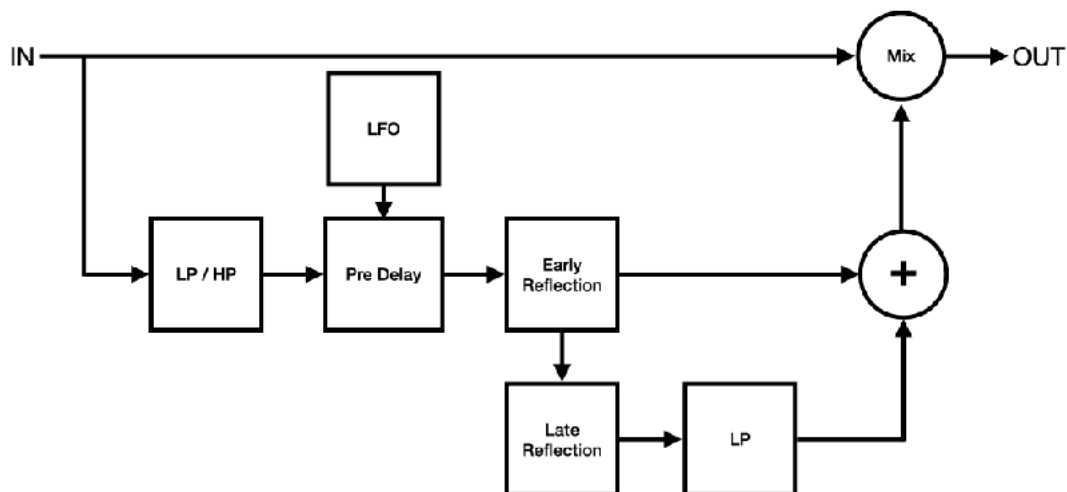 IN
Mix
OUT
LFO
LP / HP
Pre Delay
Early
Reflection
+
Late
Reflection
LP